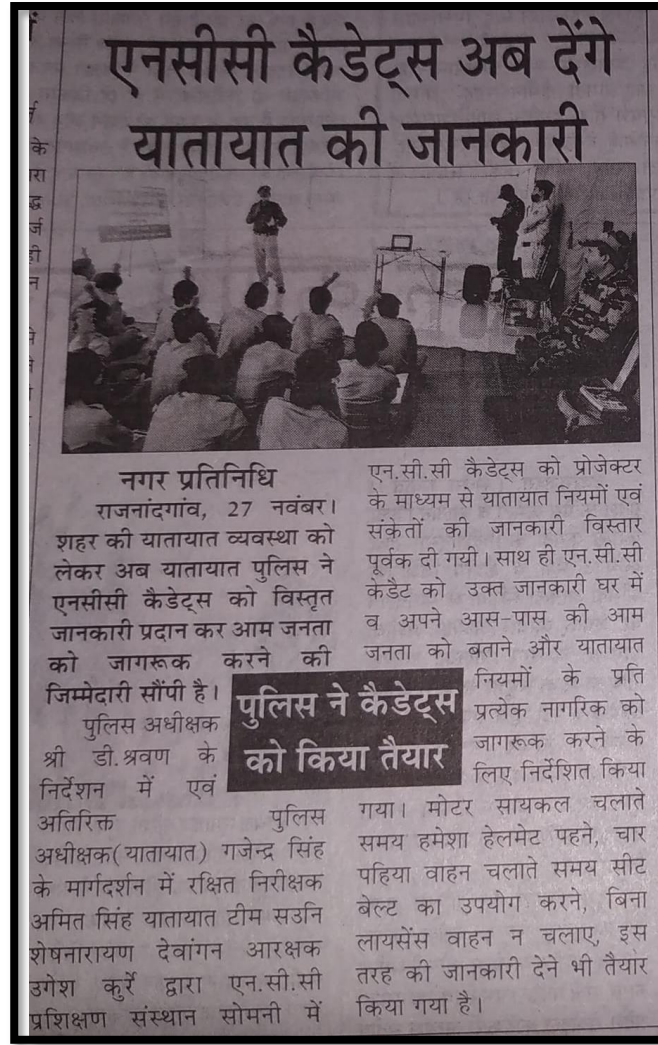 एनसीसी कैडेट्स अब देंगे
यातायात की जानकारी
नगर प्रतिनिधि
राजनांदगांव, 27 नवंबर।
शहर की यातायात व्यवस्था को
लेकर अब यातायात पुलिस ने
एनसीसी कैडेट्स को विस्तृत
जानकारी प्रदान कर आम जनता
को जागरूक करने की
जिम्मेदारी सौंपी है।
पुलिस अधीक्षक
श्री डी.श्रवण के
निर्देशन में एवं
अतिरिक्त पुलिस
अधीक्षक(यातायात) गजेन्द्र सिंह
के मार्गदर्शन में रक्षित निरीक्षक
अमित सिंह यातायात टीम सउनि
शेषनारायण देवांगन आरक्षक
उगेश कुर्रे द्वारा एन.सी.सी
प्रशिक्षण संस्थान सोमनी में
पुलिस ने कैडेट्स
को किया तैयार
एन.सी.सी कैडेट्स को प्रोजेक्टर
के माध्यम से यातायात नियमों एवं
संकेतों की जानकारी विस्तार
पूर्वक दी गयी। साथ ही एन.सी.सी
केडैट को उक्त जानकारी घर में
व अपने आस-पास की आम
जनता को बताने और यातायात
नियमों के प्रति
प्रत्येक नागरिक को
जागरूक करने के
लिए निर्देशित किया
गया। मोटर सायकल चलाते
समय हमेशा हेलमेट पहने, चार
पहिया वाहन चलाते समय सीट
बेल्ट का उपयोग करने, बिना
लायसेंस वाहन न चलाए, इस
तरह की जानकारी देने भी तैयार
किया गया है।